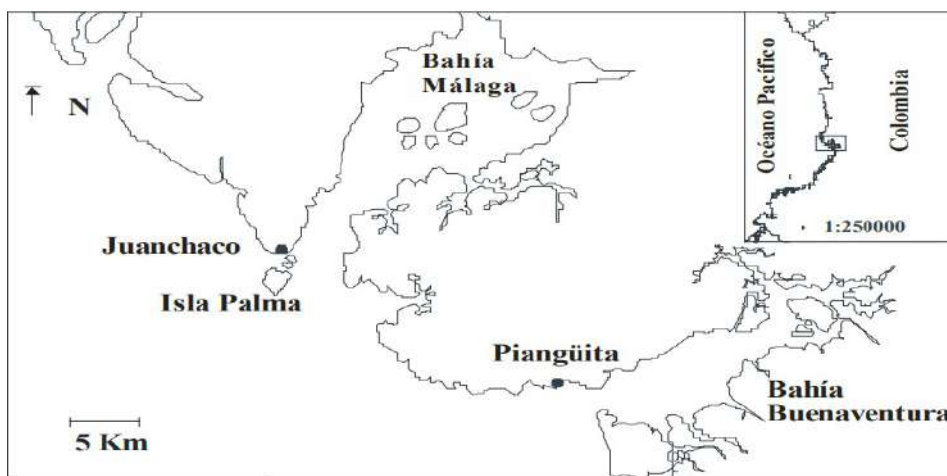 Bahía
Málaga
N
Océano Pacífico
Colombia
1:250000
Juanchaco
Isla Palma
Piangüita
Bahía
Buenaventura
5 Km